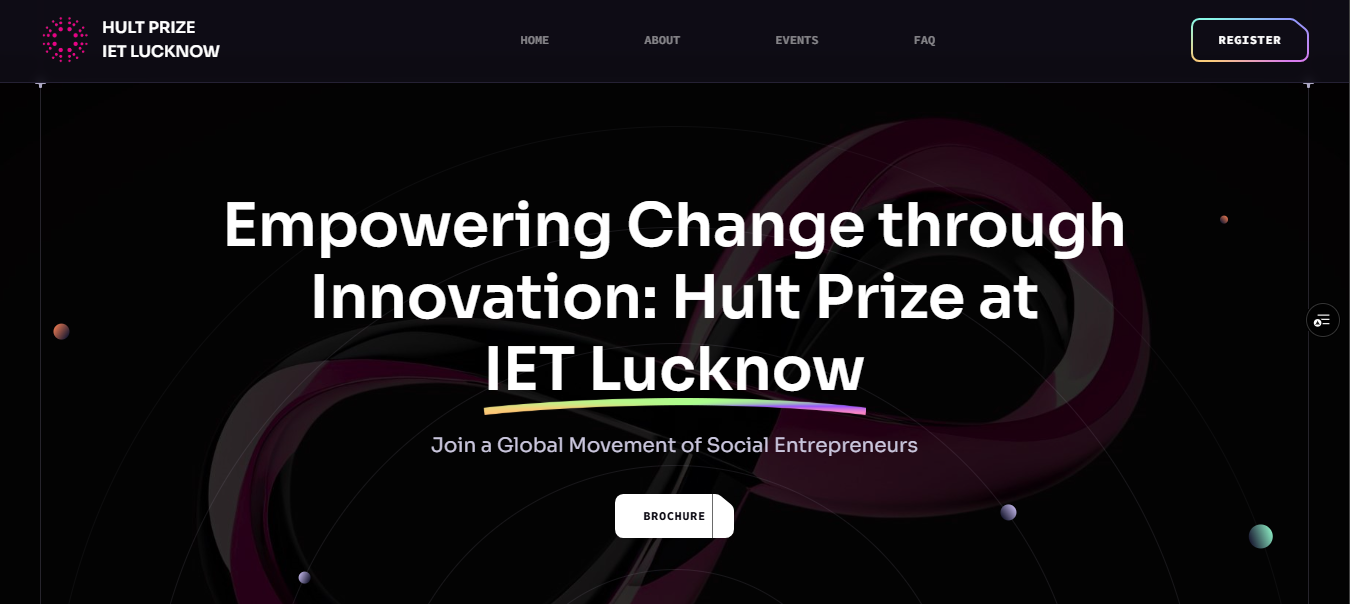 HULT PRIZE
IET LUCKNOW
HOME
ABOUT
EVENTS
FAQ
REGISTER
Empowering Change through
Innovation: Hult Prize at
IET Lucknow
Join a Global Movement of Social Entrepreneurs
BROCHURE